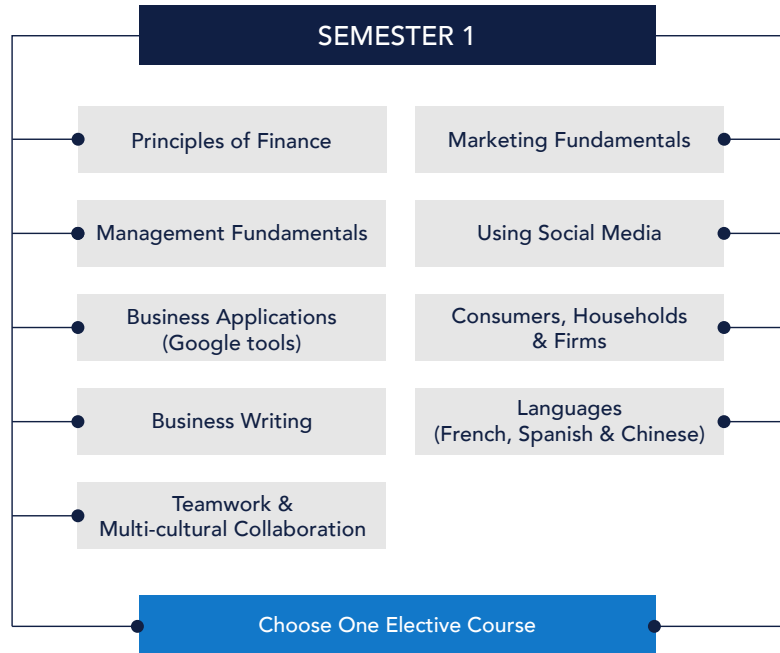 SEMESTER 1
Principles of Finance
Marketing Fundamentals
Management Fundamentals
Using Social Media
Business Applications
(Google tools)
Consumers, Households
& Firms
Business Writing
Languages
(French, Spanish & Chinese)
Teamwork &
Multi-cultural Collaboration
Choose One Elective Course